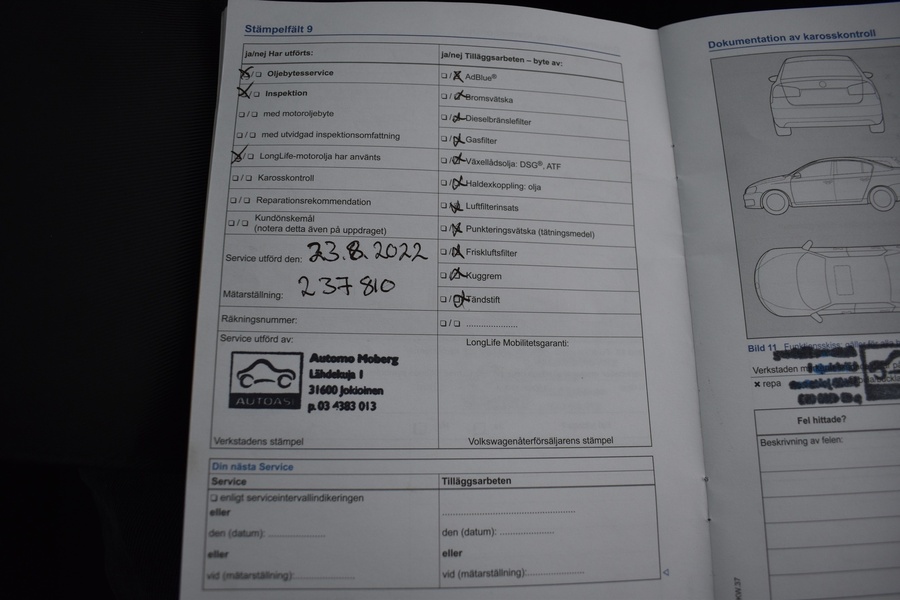 Stämpelfält 9
ja/nej Har utförts:
Oljebytesservice
Inspektion
med motoroljebyte
med utvidgad inspektionsomfattning
LongLife-motorolja har använts
Karosskontroll
Reparationsrekommendation
Kundönskemål
(notera detta även på uppdraget)
Service utförd den: 23.8.2022
Mätarställning: 237 810
Räkningsnummer:
Service utförd av:
AUTOASI
Automo Moberg
Lähdekuja 1
31600 Jokioinen
p. 03 4383 013
Verkstadens stämpel
ja/nej Tilläggsarbeten – byte av:
AdBlue®
Bromsvätska
Dieselbränslefilter
Gasfilter
Växellådsolja: DSG®, ATF
Haldexkoppling: olja
Luftfilterinsats
Punkteringsvätska (tätningsmedel)
Friskluftsfilter
Kuggrem
Tändstift
LongLife Mobilitetsgaranti:
Volkswagenåterförsäljarens stämpel
Din nästa Service
Service
enligt serviceintervallindikeringen
eller
den (datum):
eller
vid (mätarställning):
Tilläggsarbeten
den (datum):
eller
vid (mätarställning):
Dokumentation av karosskontroll
Bild 11
Verkstaden
x repa
Fel hittade?
Beskrivning av felen: